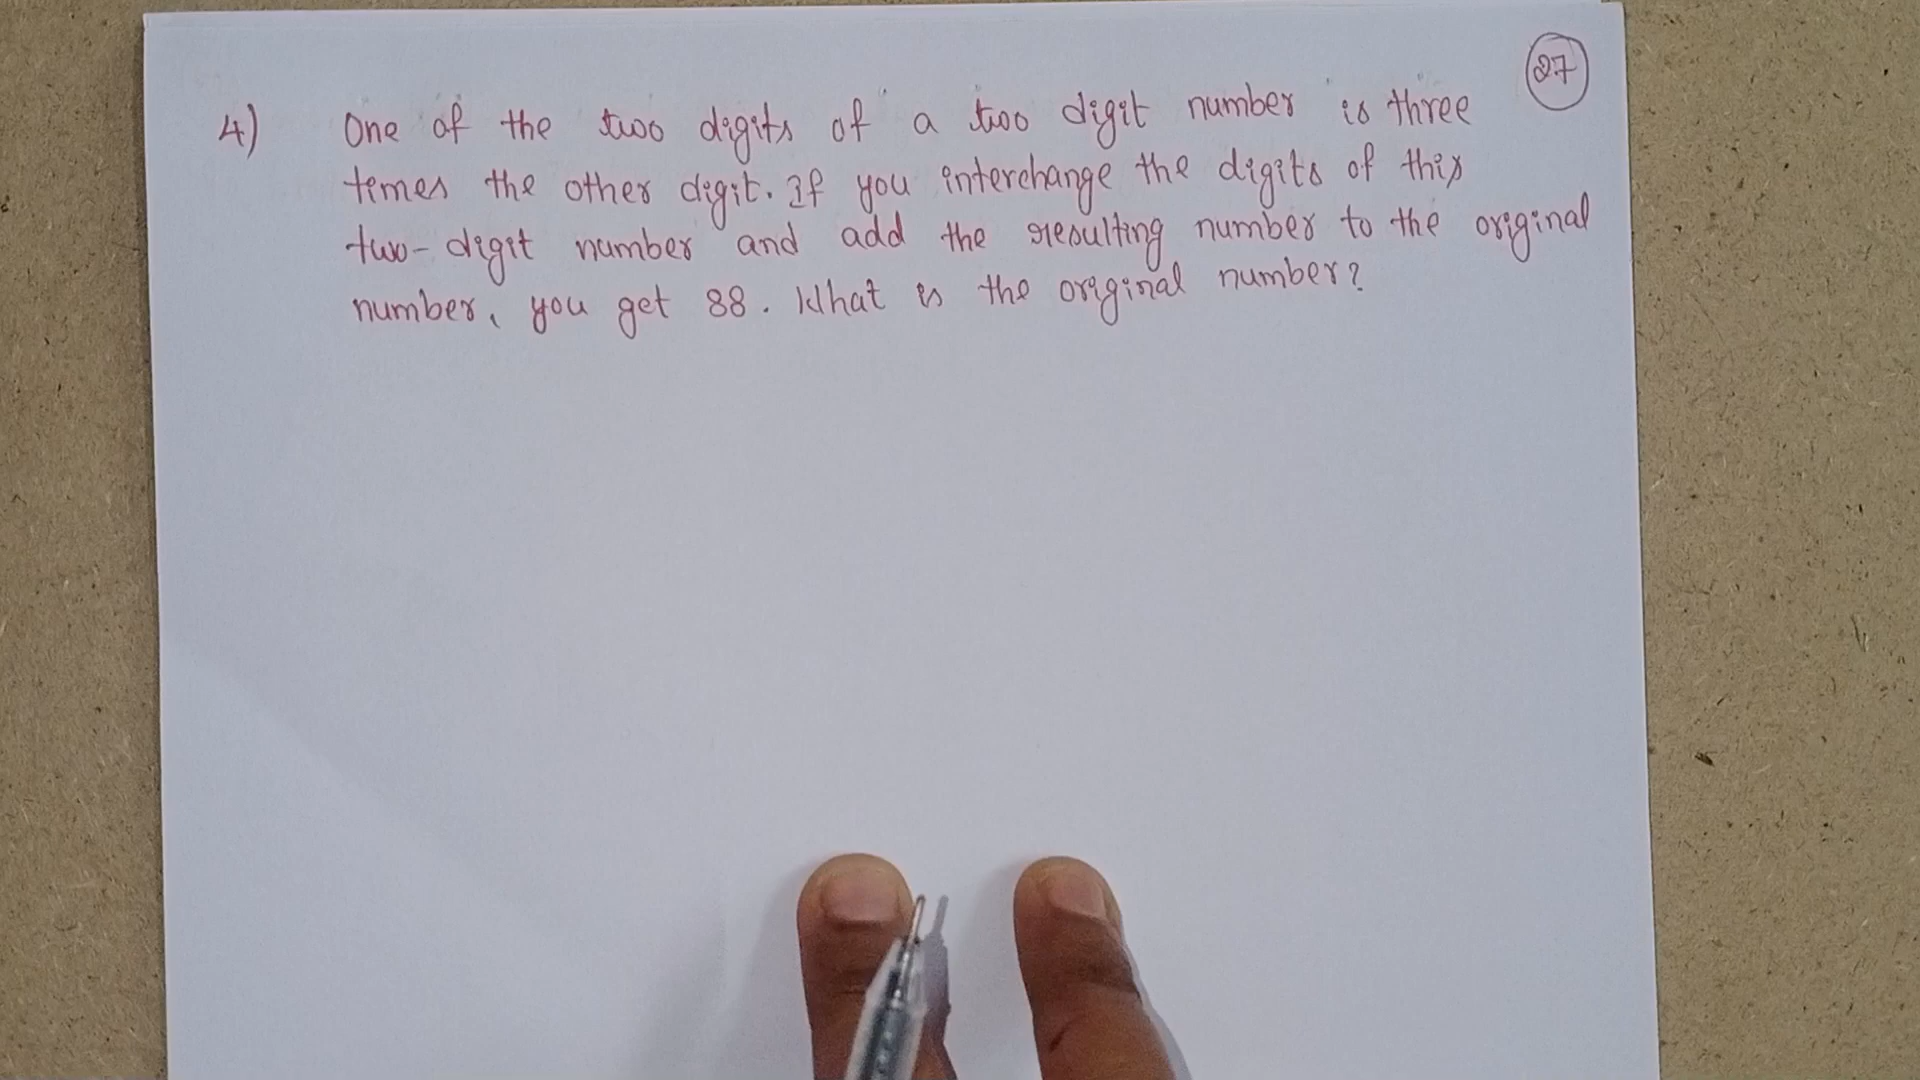 27
4) One of the two digits of a two digit number is three
times the other digit. If you interchange the digits of this
two-digit number and add the resulting number to the original
number, you get 88. What is the original number?